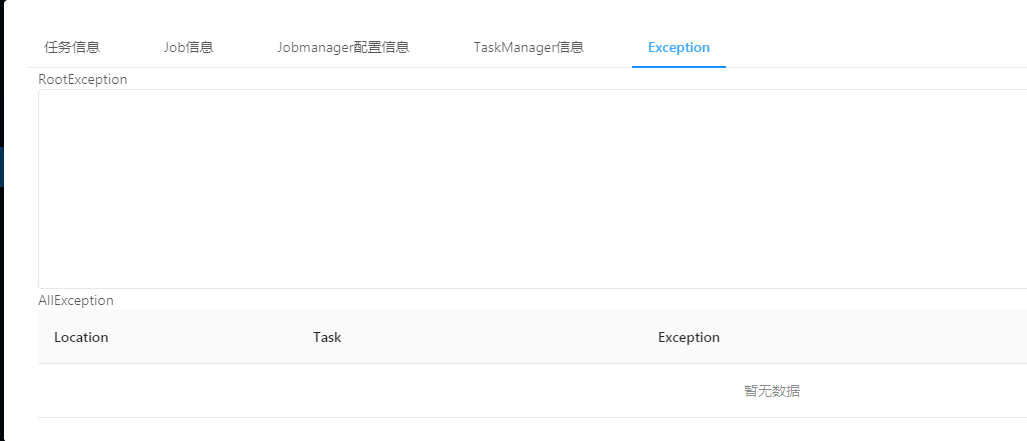 任务信息 Job信息 Jobmanager配置信息 TaskManager信息 Exception
RootException
AllException
Location Task Exception
暂无数据